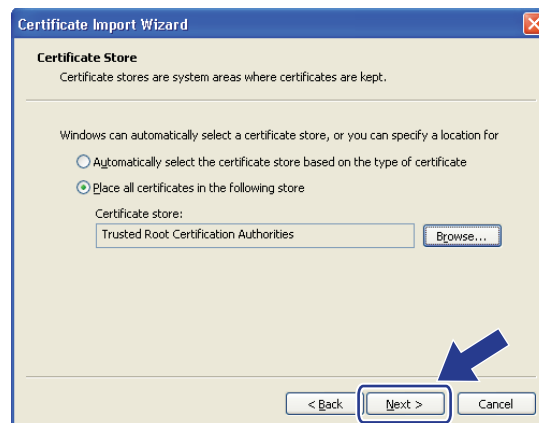 Certificate Import Wizard
Certificate Store
Certificate stores are system areas where certificates are kept.
Windows can automatically select a certificate store, or you can specify a location for
Automatically select the certificate store based on the type of certificate
Place all certificates in the following store
Certificate store:
Trusted Root Certification Authorities
Browse...
< Back
Next >
Cancel